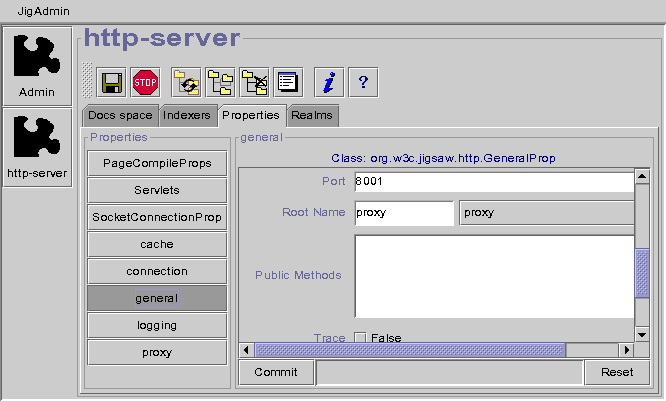 JigAdmin
Admin
http-server
http-server
STOP
i
?
Docs space
Indexers
Properties
Realms
Properties
PageCompileProps
Servlets
SocketConnectionProp
cache
connection
general
logging
proxy
general
Class: org.w3c.jigsaw.http.GeneralProp
Port 8001
Root Name proxy proxy
Public Methods
Trace False
Commit
Reset